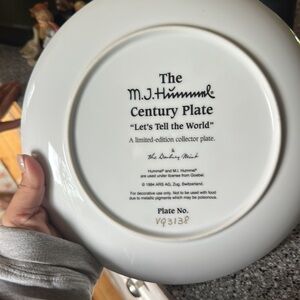 The
M.J.Hummel
Century Plate
"Let's Tell the World"
A limited-edition collector plate.
&
The Danbury Mint
Hummel® and M.I. Hummel®
are used under license from Goebel.
© 1994 ARS AG, Zug, Switzerland.
For decorative use only. Not to be used with food
due to metallic pigments which may be poisonous.
Plate No.
VQ3138